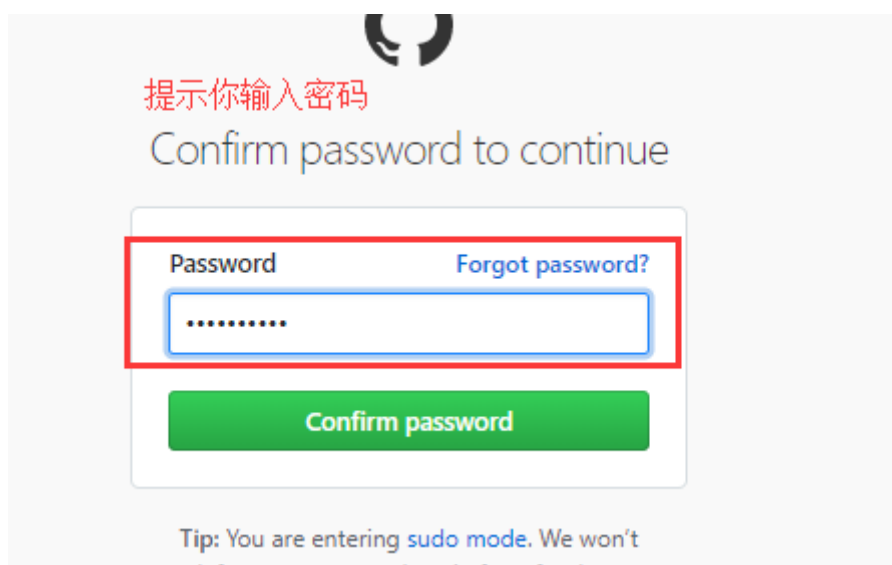 提示你输入密码
Confirm password to continue
Password Forgot password?
••••••••••
Confirm password
Tip: You are entering sudo mode. We won't